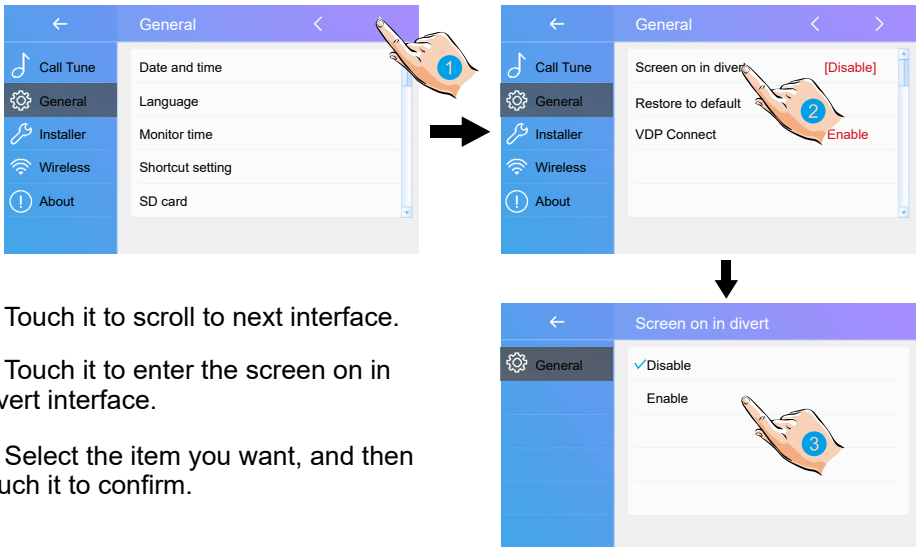 General
Call Tune
General
Installer
Wireless
About
Date and time
Language
Monitor time
Shortcut setting
SD card
1
General
Call Tune
General
Installer
Wireless
About
Screen on in diver [Disable]
Restore to default
VDP Connect Enable
2
Touch it to scroll to next interface.
Touch it to enter the screen on in
vert interface.
Select the item you want, and then
uch it to confirm.
Screen on in divert
General
Disable
Enable
3